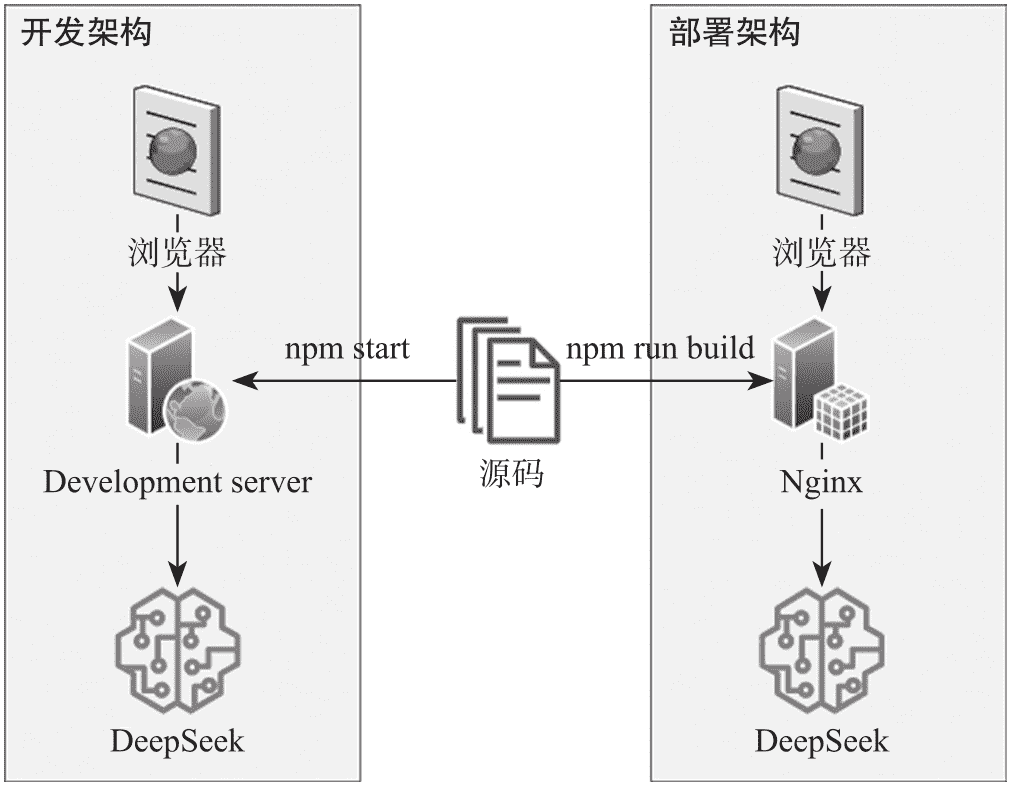 开发架构
浏览器
Development server
DeepSeek
npm start
源码
npm run build
部署架构
浏览器
Nginx
DeepSeek